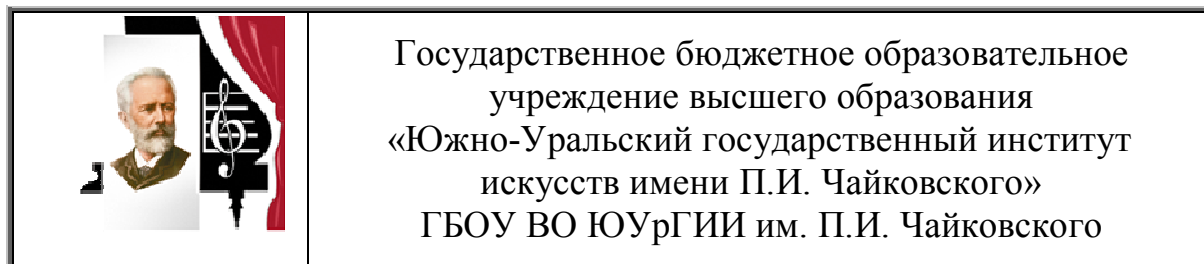 Государственное бюджетное образовательное
учреждение высшего образования
«Южно-Уральский государственный институт
искусств имени П.И. Чайковского»
ГБОУ ВО ЮУрГИИ им. П.И. Чайковского